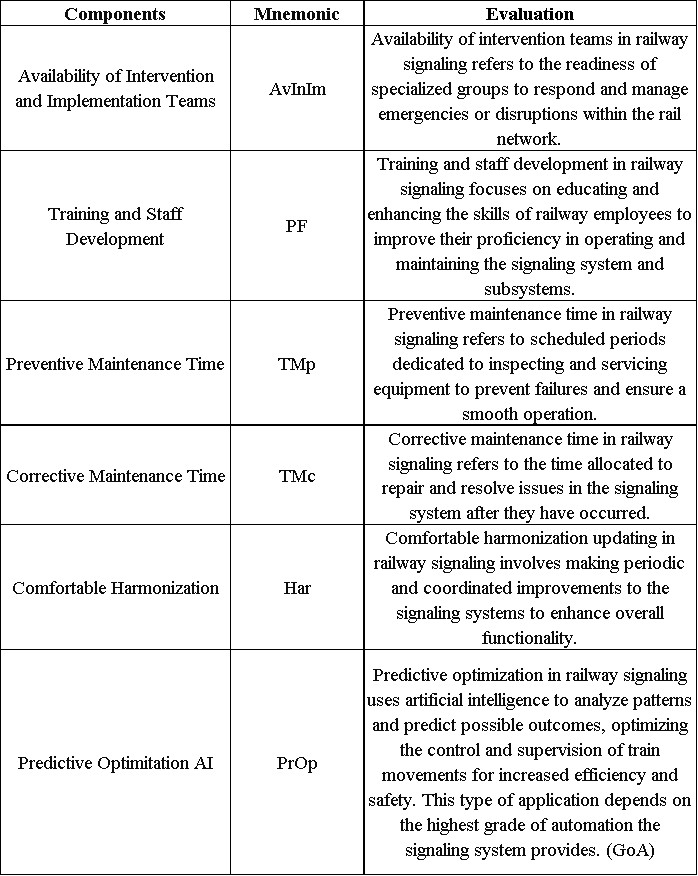 Components Mnemonic Evaluation
Availability of Intervention
and Implementation Teams
AvInIm
Availability of intervention teams in railway
signaling refers to the readiness of
specialized groups to respond and manage
emergencies or disruptions within the rail
network.
Training and Staff
Development
PF
Training and staff development in railway
signaling focuses on educating and
enhancing the skills of railway employees to
improve their proficiency in operating and
maintaining the signaling system and
subsystems.
Preventive Maintenance Time
TMp
Preventive maintenance time in railway
signaling refers to scheduled periods
dedicated to inspecting and servicing
equipment to prevent failures and ensure a
smooth operation.
Corrective Maintenance Time
TMc
Corrective maintenance time in railway
signaling refers to the time allocated to
repair and resolve issues in the signaling
system after they have occurred.
Comfortable Harmonization
Har
Comfortable harmonization updating in
railway signaling involves making periodic
and coordinated improvements to the
signaling systems to enhance overall
functionality.
Predictive Optimitation AI
PrOp
Predictive optimization in railway signaling
uses artificial intelligence to analyze patterns
and predict possible outcomes, optimizing
the control and supervision of train
movements for increased efficiency and
safety. This type of application depends on
the highest grade of automation the
signaling system provides. (GoA)